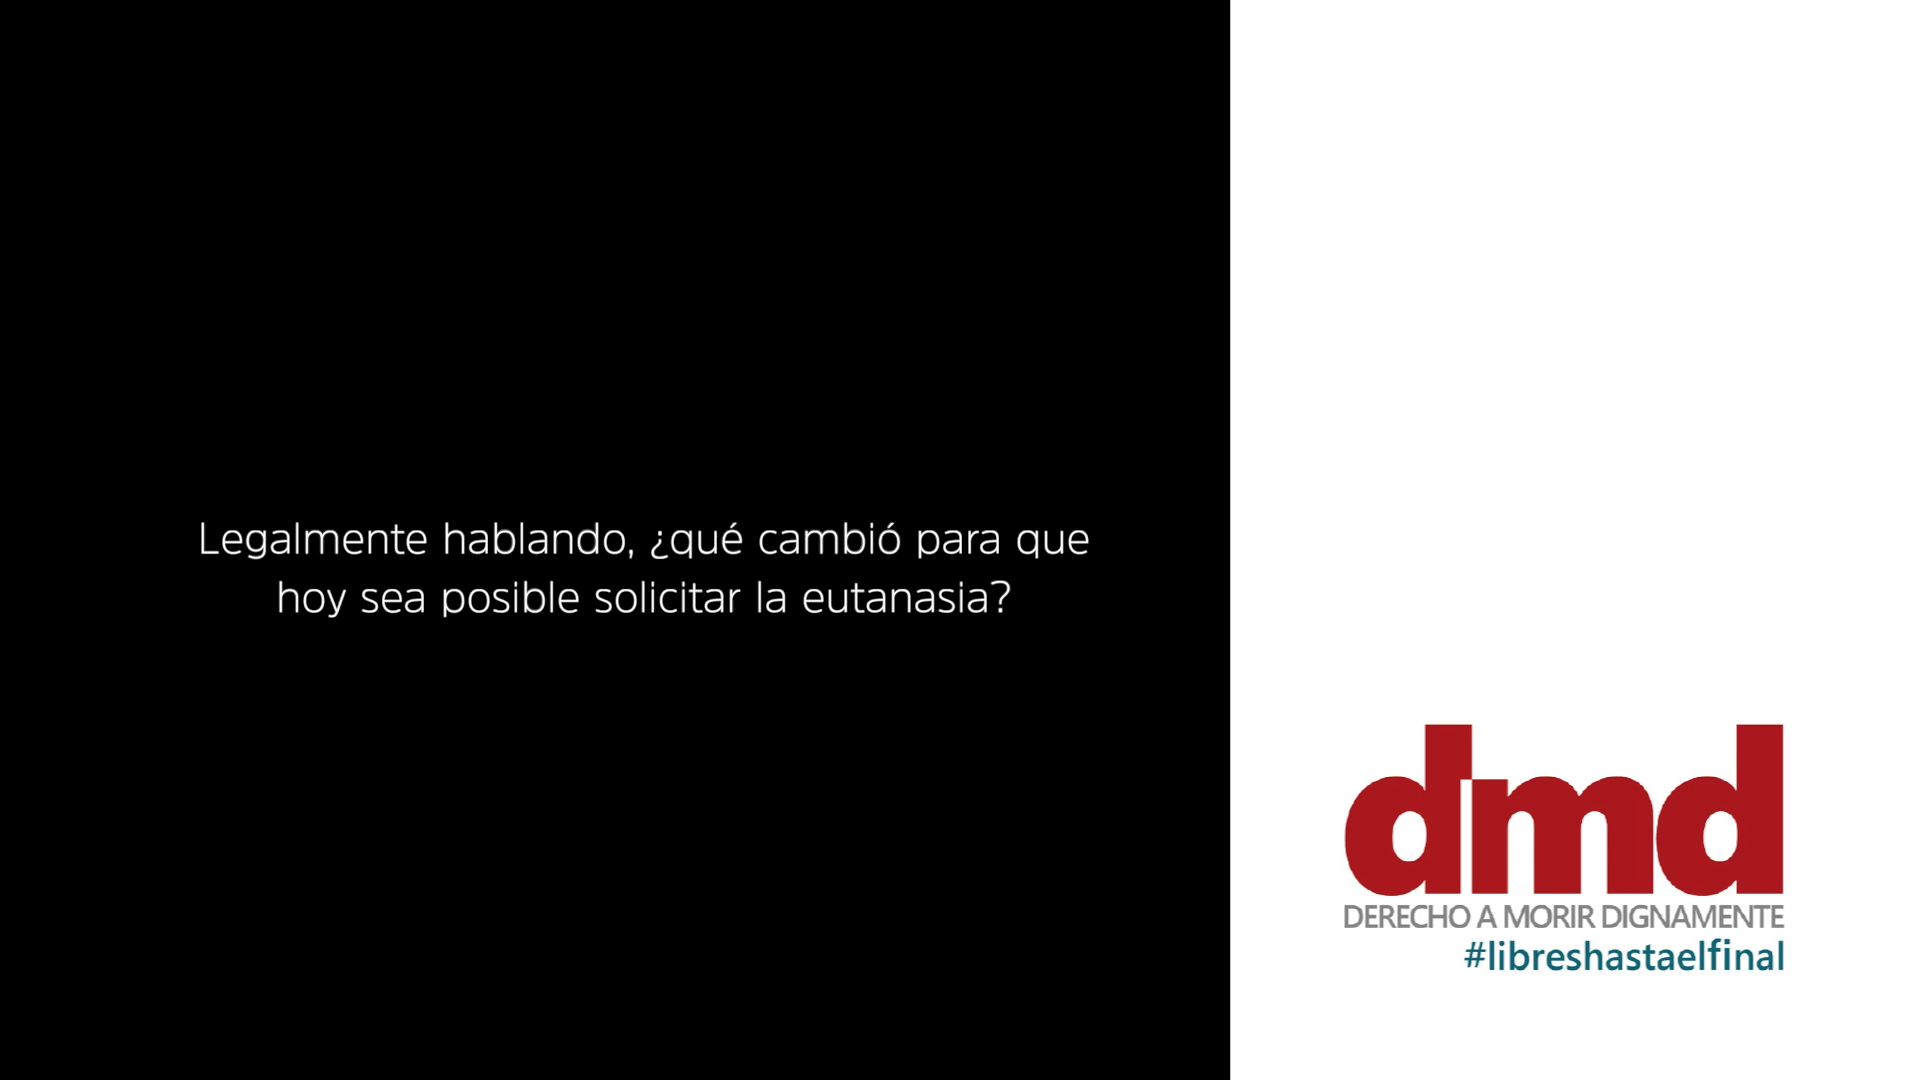 Legalmente hablando, ¿qué cambió para que
hoy sea posible solicitar la eutanasia?
dmd
DERECHO A MORIR DIGNAMENTE
#libreshastaelfinal